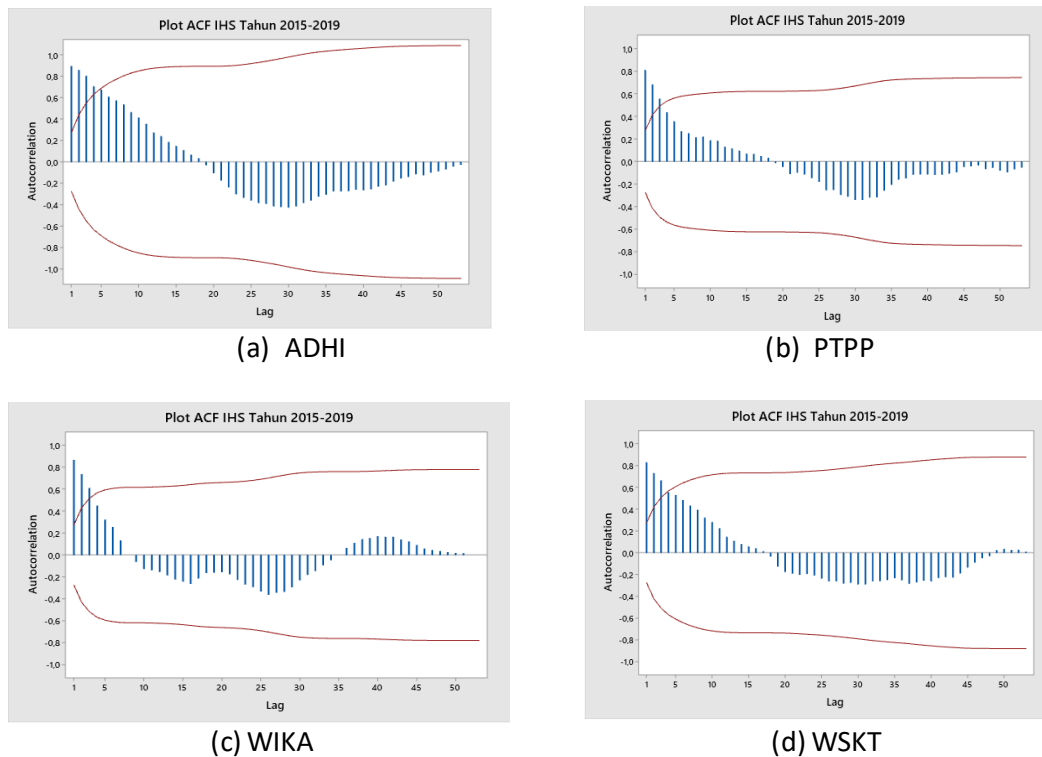 Plot ACF IHS Tahun 2015-2019
1,0
0,8
0,6
0,4
0,2
0,0
-0,2
-0,4
-0,6
-0,8
-1,0
Autocorrelation
1 5 10 15 20 25 30 35 40 45 50
Lag
(a) ADHI
Plot ACF IHS Tahun 2015-2019
1,0
0,8
0,6
0,4
0,2
0,0
-0,2
-0,4
-0,6
-0,8
-1,0
Autocorrelation
1 5 10 15 20 25 30 35 40 45 50
Lag
(b) PTPP
Plot ACF IHS Tahun 2015-2019
1,0
0,8
0,6
0,4
0,2
0,0
-0,2
-0,4
-0,6
-0,8
-1,0
Autocorrelation
1 5 10 15 20 25 30 35 40 45 50
Lag
(c) WIKA
Plot ACF IHS Tahun 2015-2019
1,0
0,8
0,6
0,4
0,2
0,0
-0,2
-0,4
-0,6
-0,8
-1,0
Autocorrelation
1 5 10 15 20 25 30 35 40 45 50
Lag
(d) WSKT